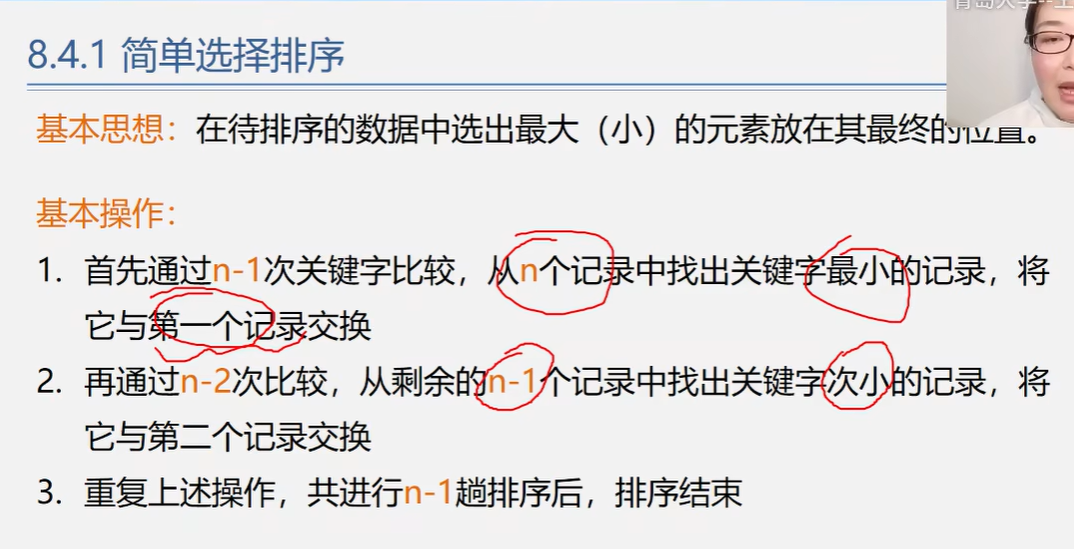 8.4.1 简单选择排序
基本思想：在待排序的数据中选出最大（小）的元素放在其最终的位置。
基本操作：
1. 首先通过n-1次关键字比较，从n个记录中找出关键字最小的记录，将
它与第一个记录交换
2. 再通过n-2次比较，从剩余的n-1个记录中找出关键字次小的记录，将
它与第二个记录交换
3. 重复上述操作，共进行n-1趟排序后，排序结束